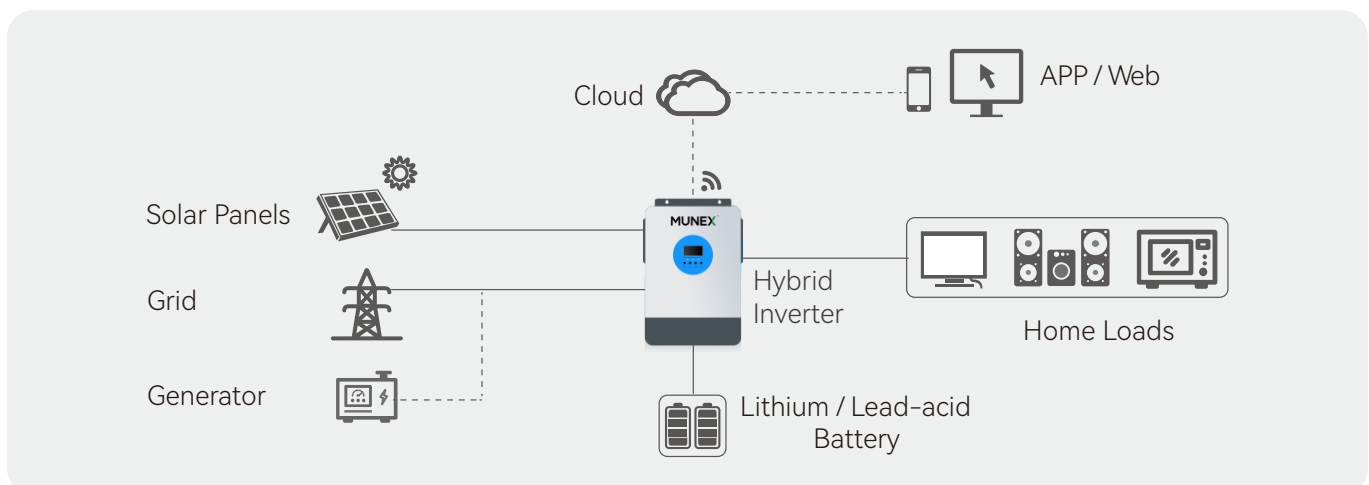 Cloud
APP / Web
Solar Panels
MUNEX
Grid
Hybrid
Inverter
Home Loads
Generator
Lithium / Lead-acid
Battery